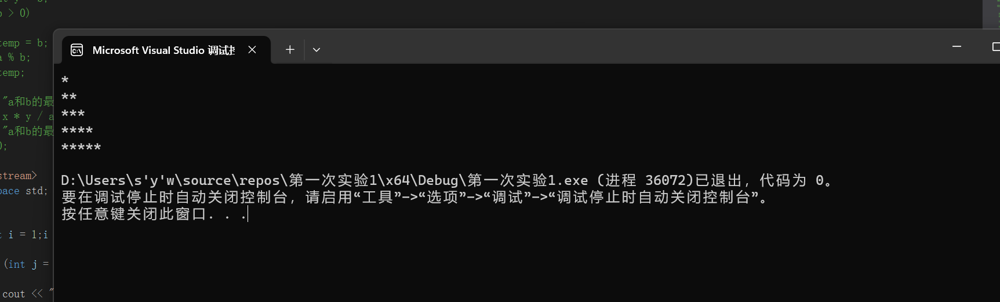 > 0)
temp = b;
a % b;
temp;
"a和b的最
x * y / a
"a和b的最
0;
stream>
pace std;
i = 1;i
(int j =
cout << "
Microsoft Visual Studio 调试
*
**
***
****
*****
D:\Users\s'y'w\source\repos\第一次实验1\x64\Debug\第一次实验1.exe (进程 36072)已退出，代码为 0。
要在调试停止时自动关闭控制台，请启用“工具”->“选项”->“调试”->“调试停止时自动关闭控制台”。
按任意键关闭此窗口. . .